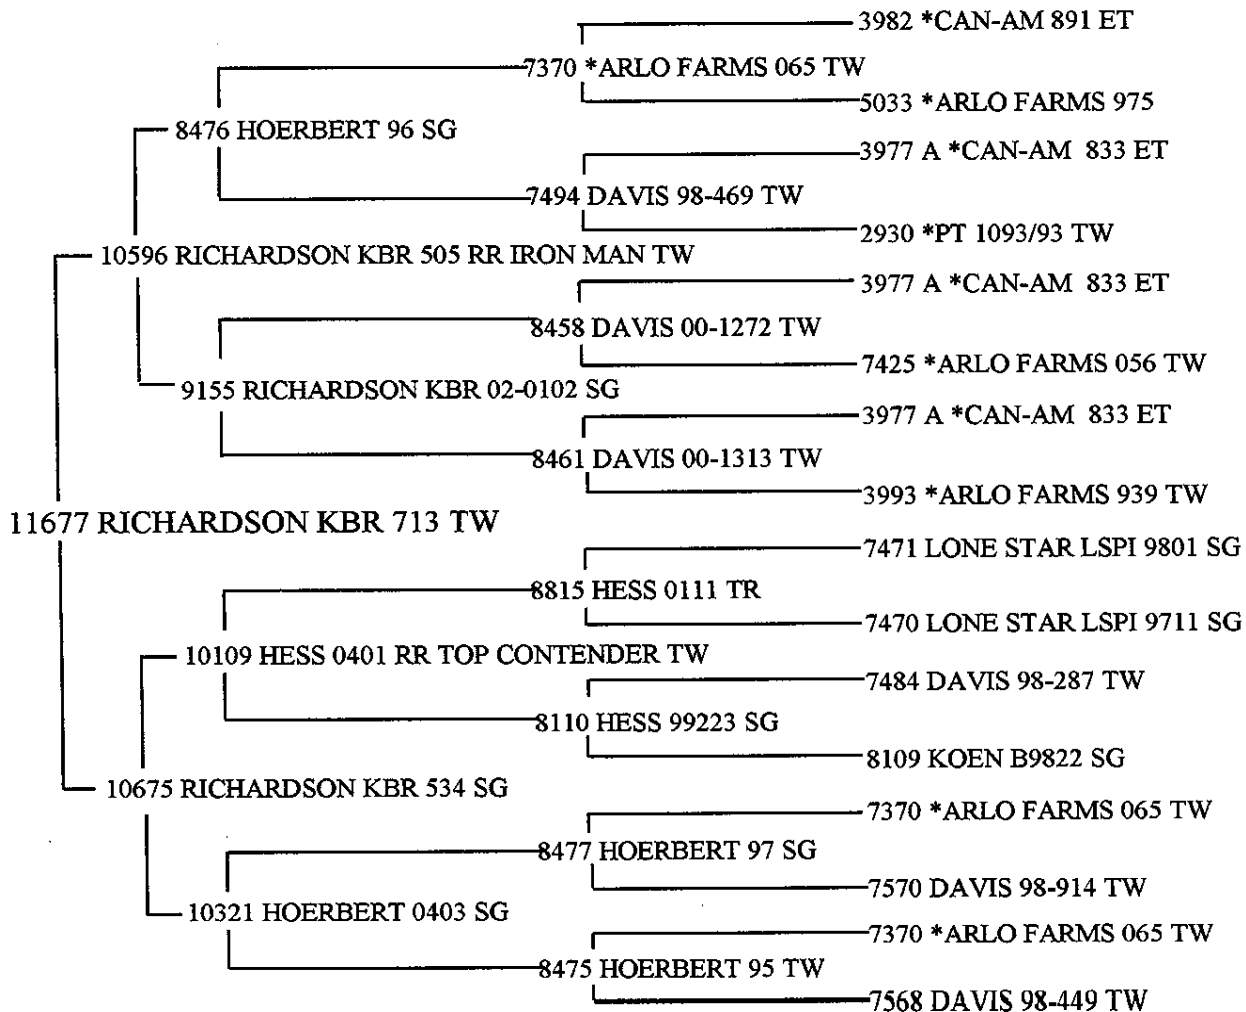 3982 *CAN-AM 891 ET
7370 *ARLO FARMS 065 TW
5033 *ARLO FARMS 975
8476 HOERBERT 96 SG
3977 A *CAN-AM 833 ET
7494 DAVIS 98-469 TW
2930 *PT 1093/93 TW
10596 RICHARDSON KBR 505 RR IRON MAN TW
3977 A *CAN-AM 833 ET
8458 DAVIS 00-1272 TW
7425 *ARLO FARMS 056 TW
9155 RICHARDSON KBR 02-0102 SG
3977 A *CAN-AM 833 ET
8461 DAVIS 00-1313 TW
3993 *ARLO FARMS 939 TW
11677 RICHARDSON KBR 713 TW
7471 LONE STAR LSPI 9801 SG
8815 HESS 0111 TR
7470 LONE STAR LSPI 9711 SG
10109 HESS 0401 RR TOP CONTENDER TW
7484 DAVIS 98-287 TW
8110 HESS 99223 SG
8109 KOEN B9822 SG
10675 RICHARDSON KBR 534 SG
7370 *ARLO FARMS 065 TW
8477 HOERBERT 97 SG
7570 DAVIS 98-914 TW
10321 HOERBERT 0403 SG
7370 *ARLO FARMS 065 TW
8475 HOERBERT 95 TW
7568 DAVIS 98-449 TW